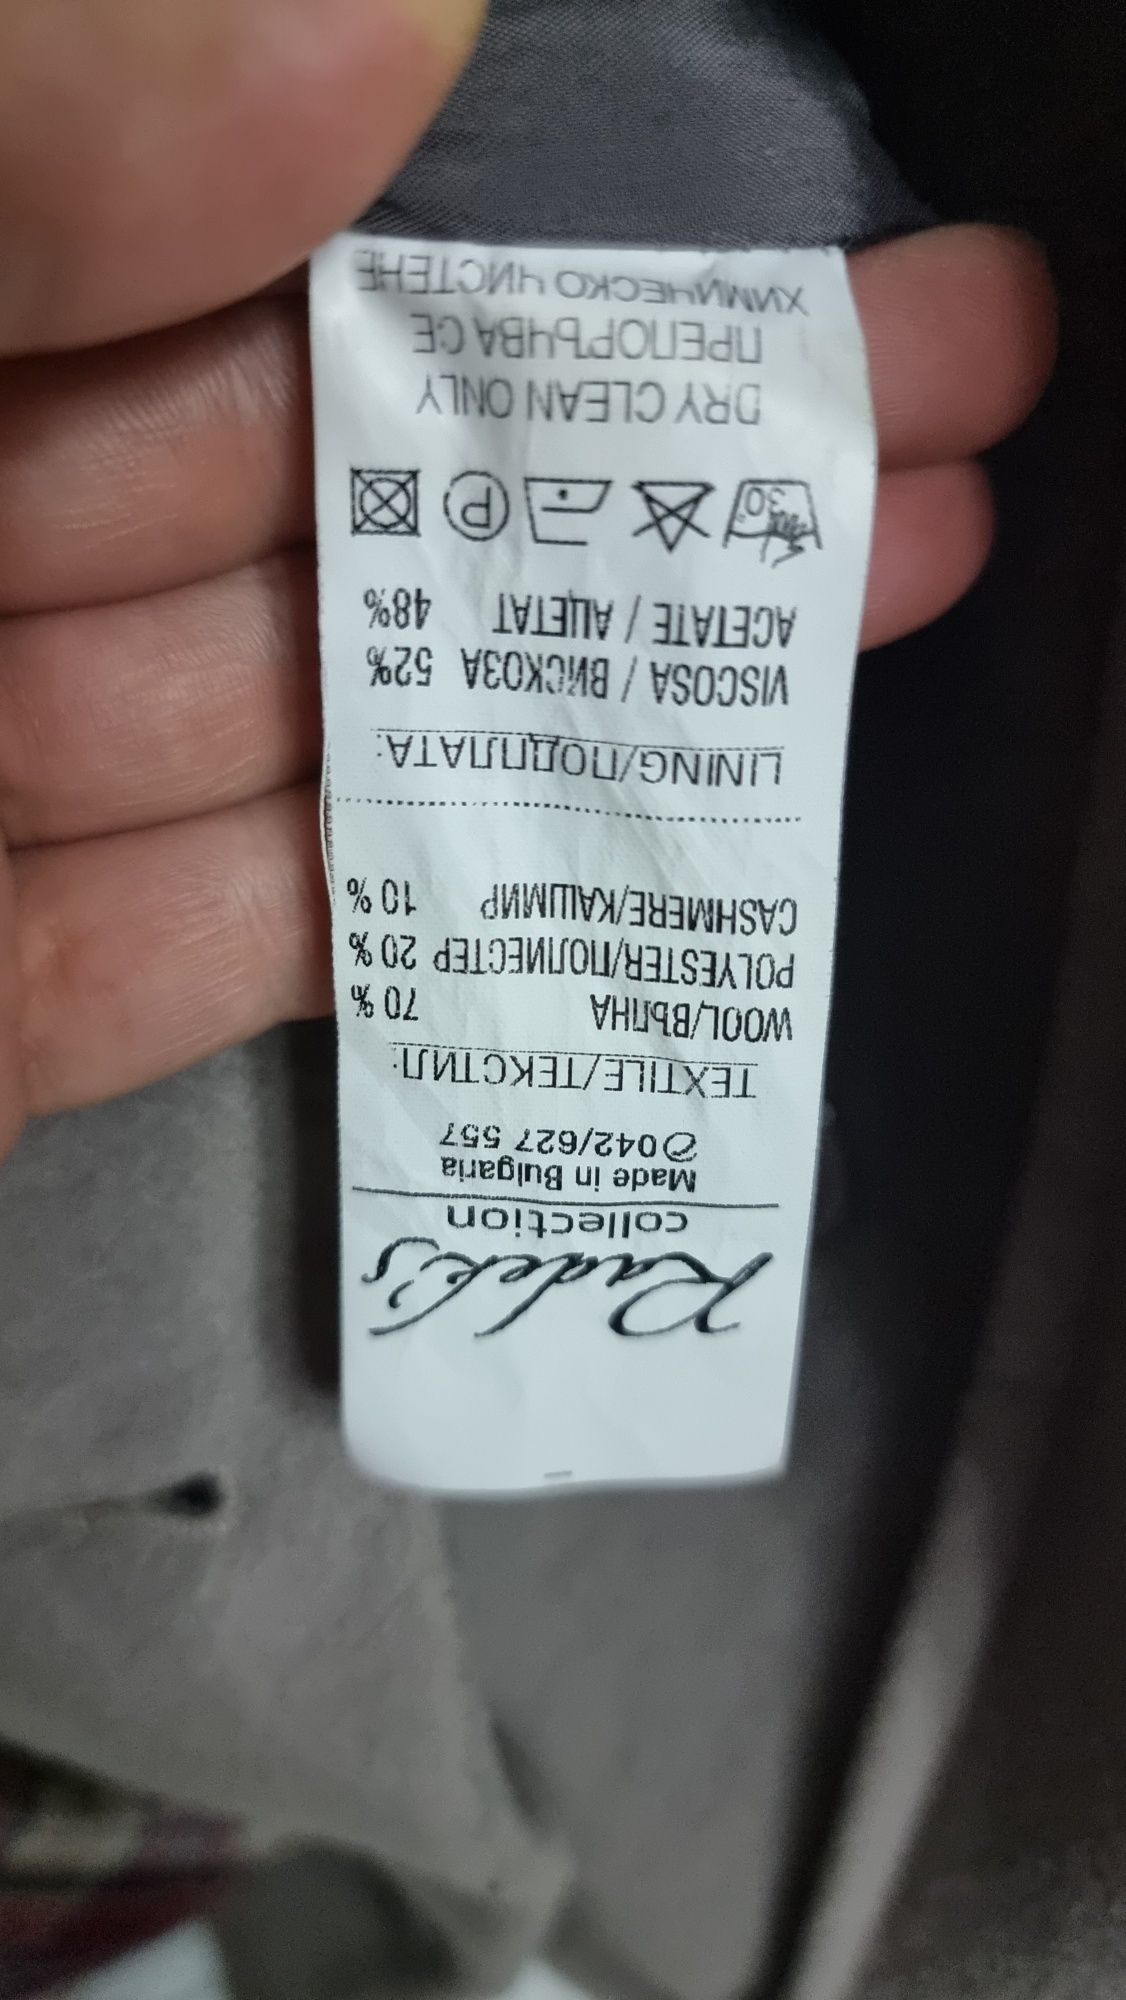 Radek's
collection
Made in Bulgaria
✆042/627 557
TEXTILE/ТЕКСТИЛ:
WOOL/ВЪЛНА 70 %
POLYESTER/ПОЛИЕСТЕР 20 %
CASHMERE/КАШМИР 10 %
LINING/ПОДПЛАТА:
VISCOSA / ВИСКОЗА 52%
ACETATE / АЦЕТАТ 48%
30° P
DRY CLEAN ONLY
ПРЕПОРЪЧВА СЕ
ХИМИЧЕСКО ЧИСТЕНЕ